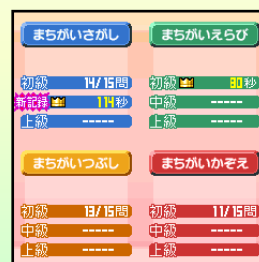 まちがいさがし
初級 14/15問
新記録 114秒
上級 -----
まちがいえらび
初級 80秒
中級 -----
上級 -----
まちがいつぶし
初級 13/15問
中級 -----
上級 -----
まちがいかぞえ
初級 11/15問
中級 -----
上級 -----